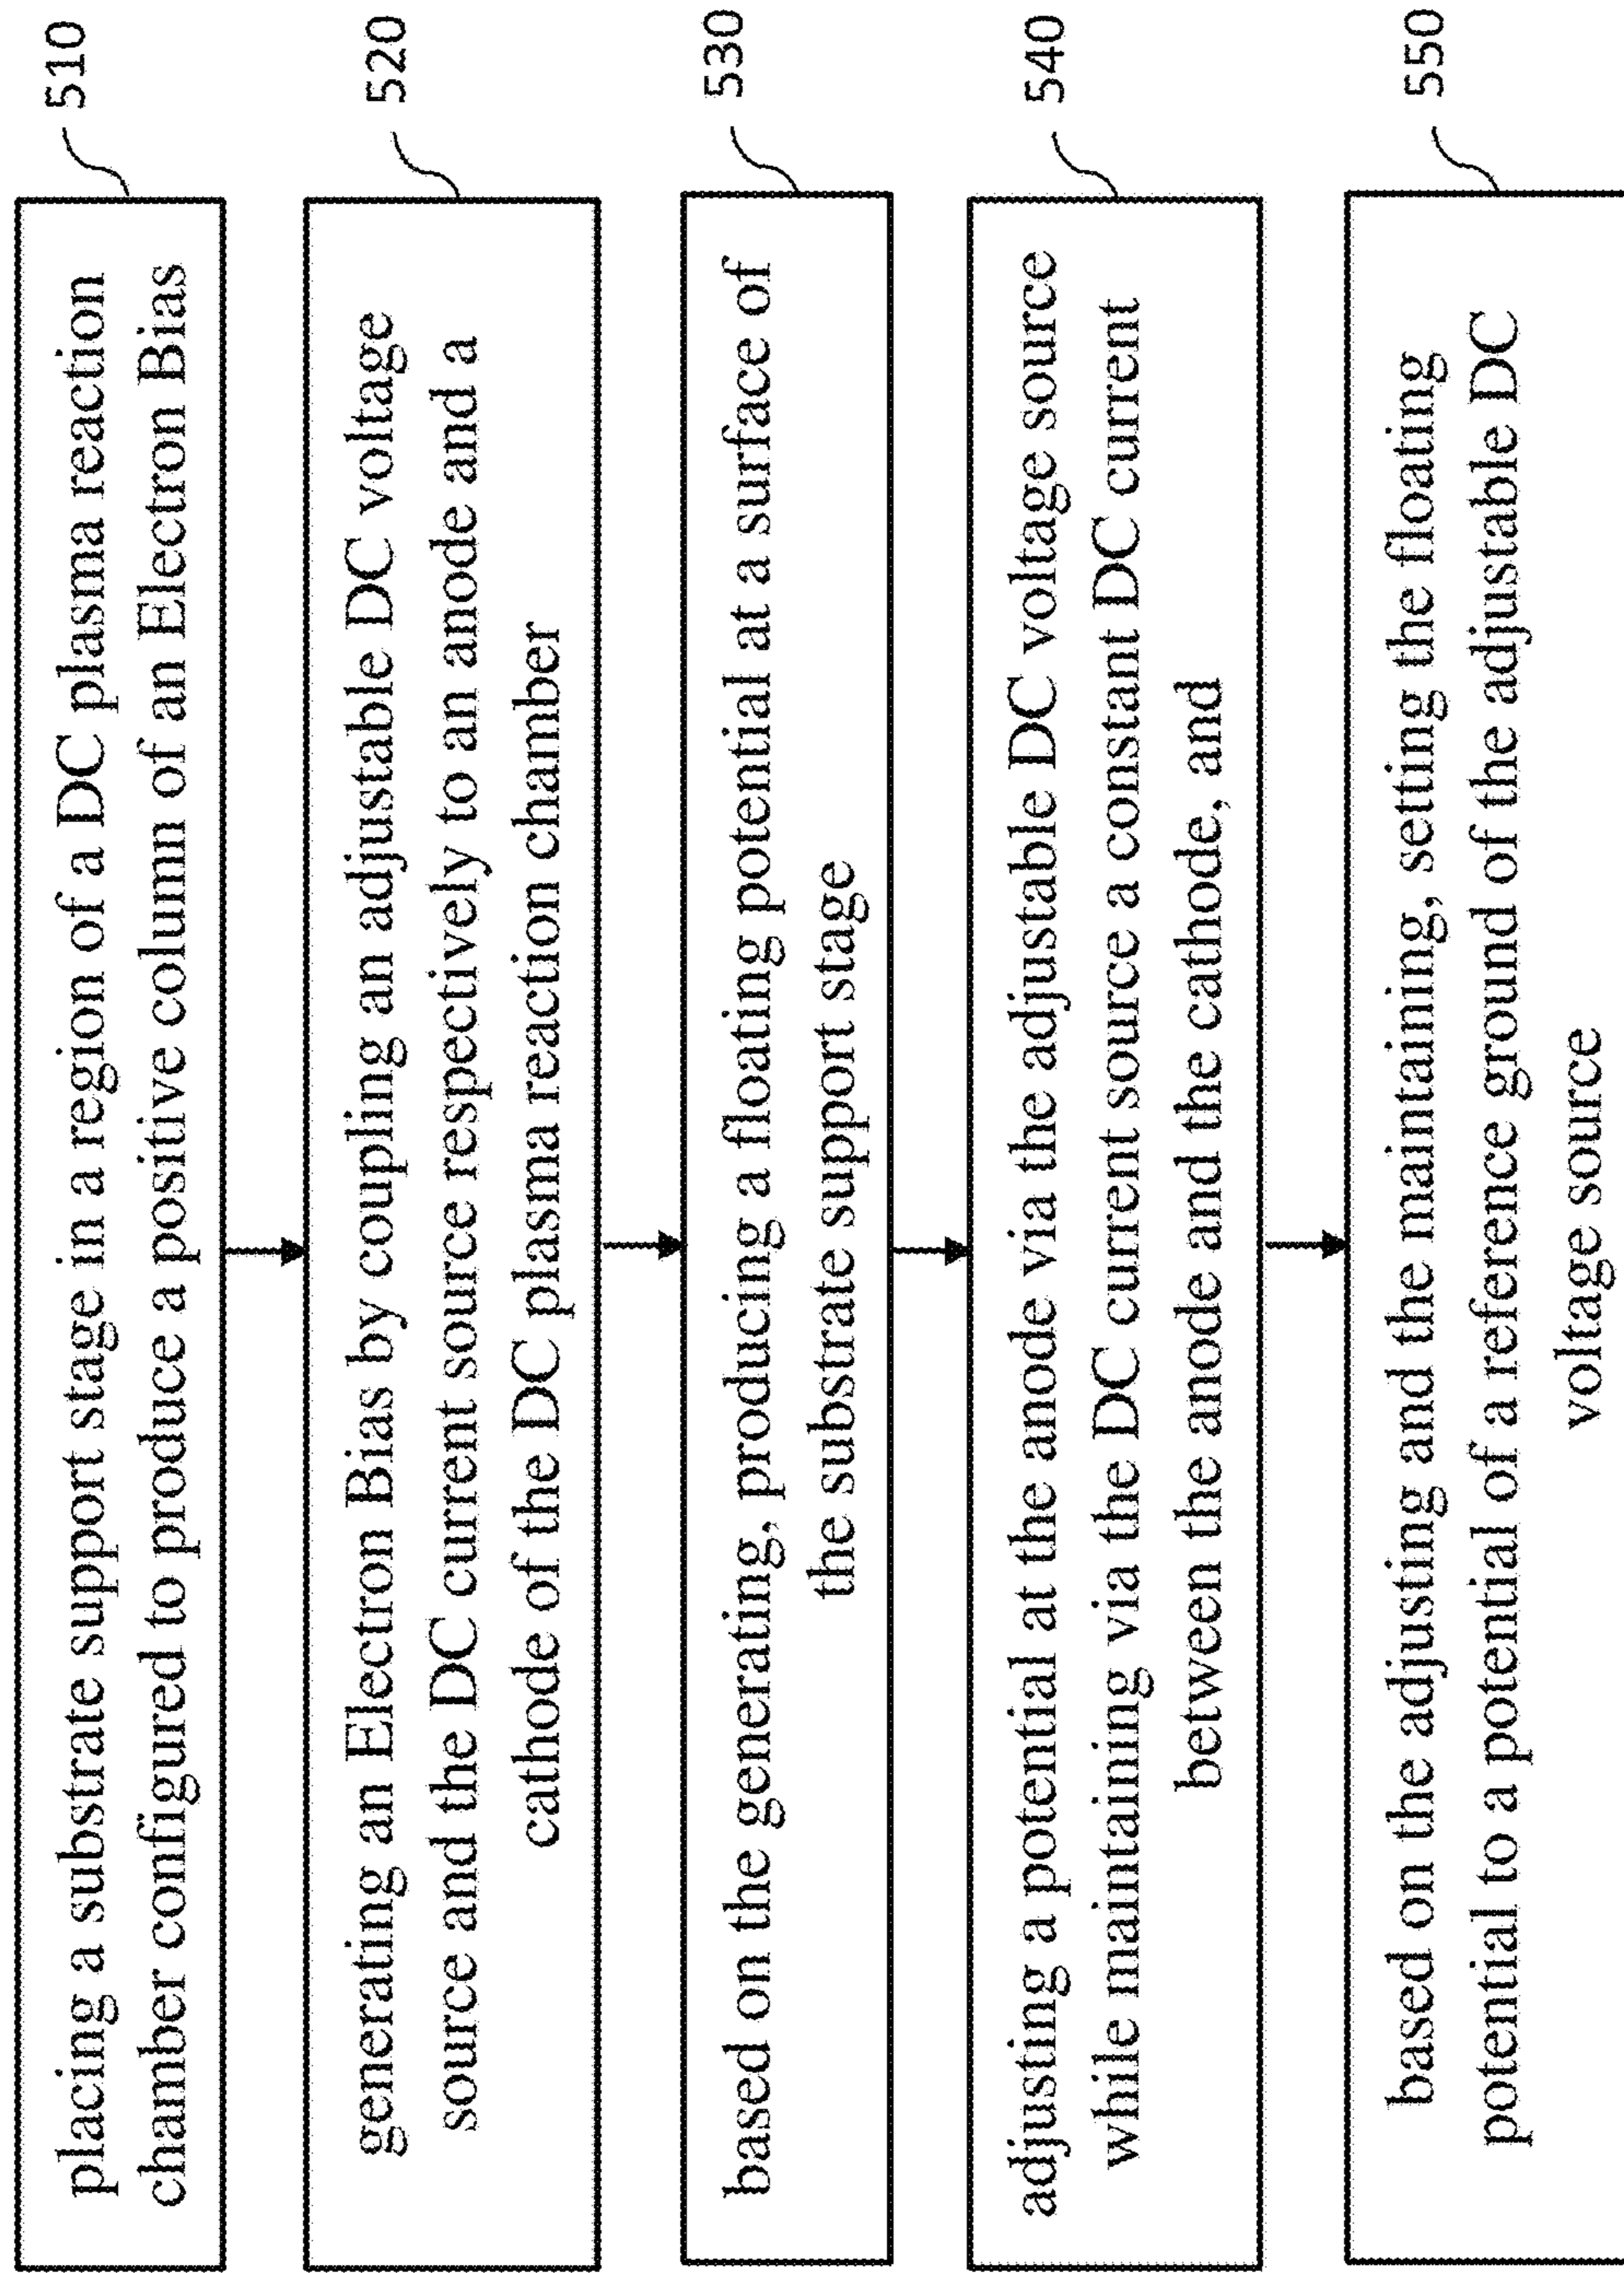 placing a substrate support stage in a region of a DC plasma reaction
chamber configured to produce a positive column of an Electron Bias
510
generating an Electron Bias by coupling an adjustable DC voltage
source and the DC current source respectively to an anode and a
cathode of the DC plasma reaction chamber
520
based on the generating, producing a floating potential at a surface of
the substrate support stage
530
adjusting a potential at the anode via the adjustable DC voltage source
while maintaining via the DC current source a constant DC current
between the anode and the cathode, and
540
based on the adjusting and the maintaining, setting the floating
potential to a potential of a reference ground of the adjustable DC
voltage source
550